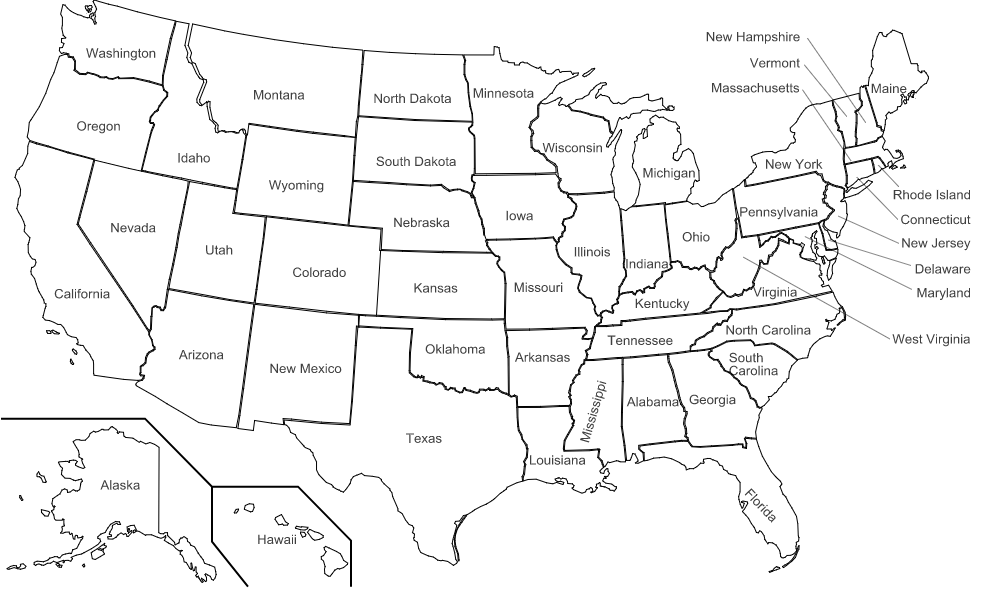 New Hampshire
Vermont
Massachusetts
Washington
Montana
North Dakota
Minnesota
Maine
Oregon
Idaho
South Dakota
Wisconsin
Michigan
New York
Wyoming
Rhode Island
Nevada
Nebraska
Iowa
Pennsylvania
Connecticut
Utah
Colorado
Illinois
Indiana
Ohio
New Jersey
California
Kansas
Missouri
Kentucky
Virginia
Delaware
Maryland
Arizona
New Mexico
Oklahoma
Arkansas
Tennessee
North Carolina
West Virginia
South
Carolina
Texas
Mississippi
Alabama
Georgia
Louisiana
Florida
Alaska
Hawaii